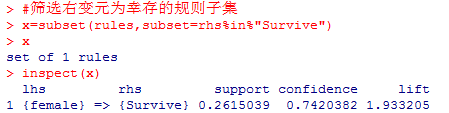 > #筛选右变元为幸存的规则子集
> x=subset(rules,subset=rhs%in%"Survive")
> x
set of 1 rules
> inspect(x)
  lhs         rhs         support confidence     lift
1 {female} => {Survive} 0.2615039  0.7420382 1.933205